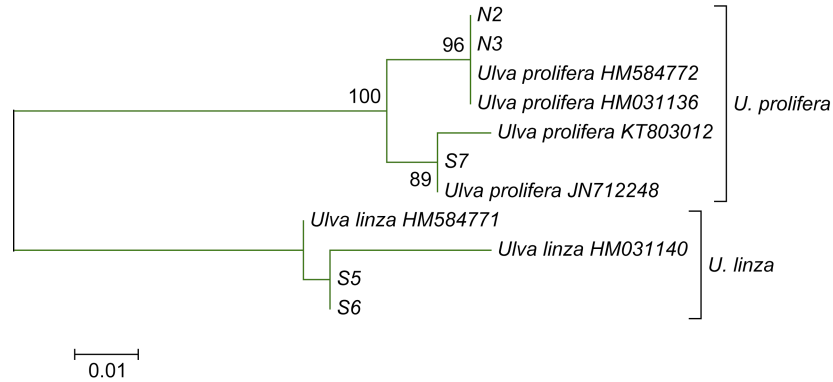 N2
96
N3
Ulva prolifera HM584772
100
Ulva prolifera HM031136
U. prolifera
Ulva prolifera KT803012
S7
89
Ulva prolifera JN712248
Ulva linza HM584771
Ulva linza HM031140
U. linza
S5
S6
0.01